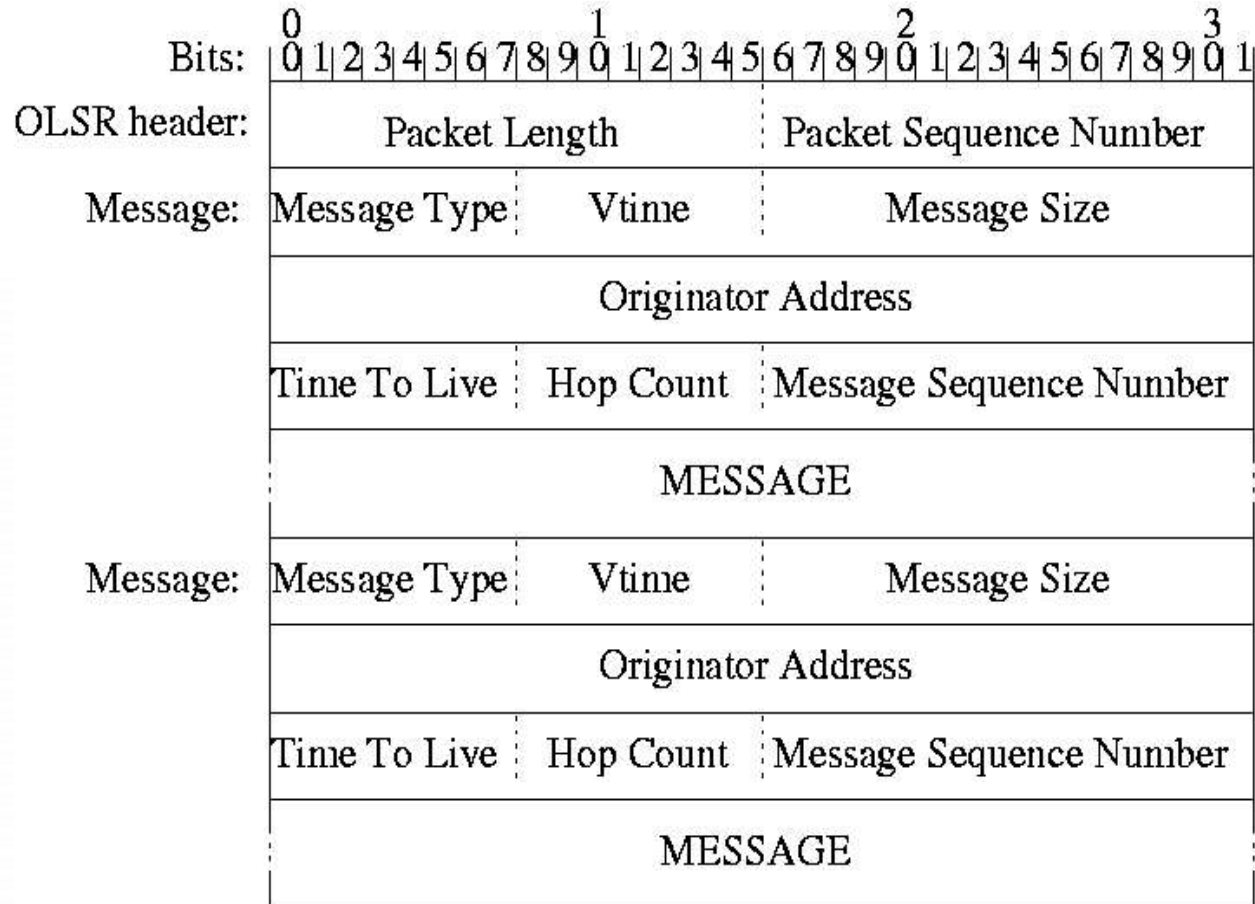 0 1 2 3
Bits: 0 1 2 3 4 5 6 7 8 9 0 1 2 3 4 5 6 7 8 9 0 1 2 3 4 5 6 7 8 9 0 1
OLSR header: Packet Length Packet Sequence Number
Message: Message Type Vtime Message Size
Originator Address
Time To Live Hop Count Message Sequence Number
MESSAGE
Message: Message Type Vtime Message Size
Originator Address
Time To Live Hop Count Message Sequence Number
MESSAGE